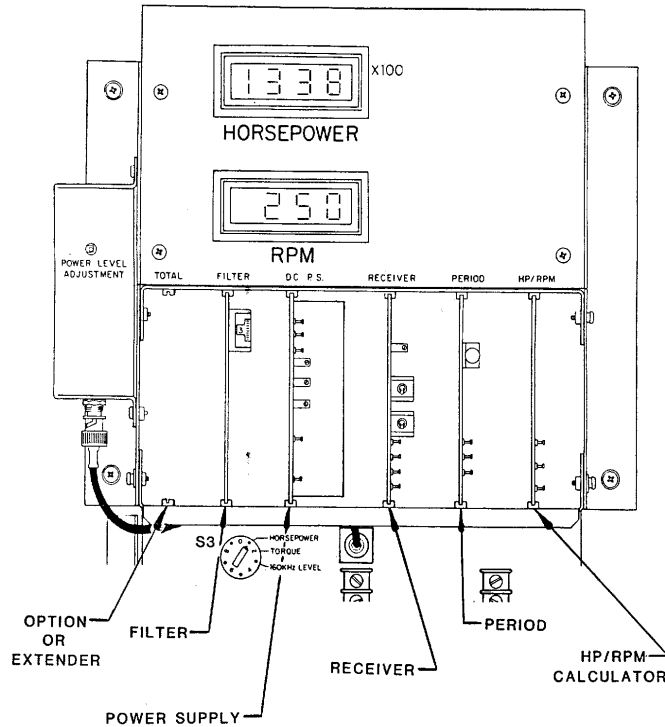 1338 X100
HORSEPOWER
250
RPM
POWER LEVEL
ADJUSTMENT
TOTAL FILTER DC P.S. RECEIVER PERIOD HP/RPM
S3
HORSEPOWER
TORQUE
160KHz LEVEL
OPTION
OR
EXTENDER
FILTER
POWER SUPPLY
RECEIVER
PERIOD
HP/RPM
CALCULATOR